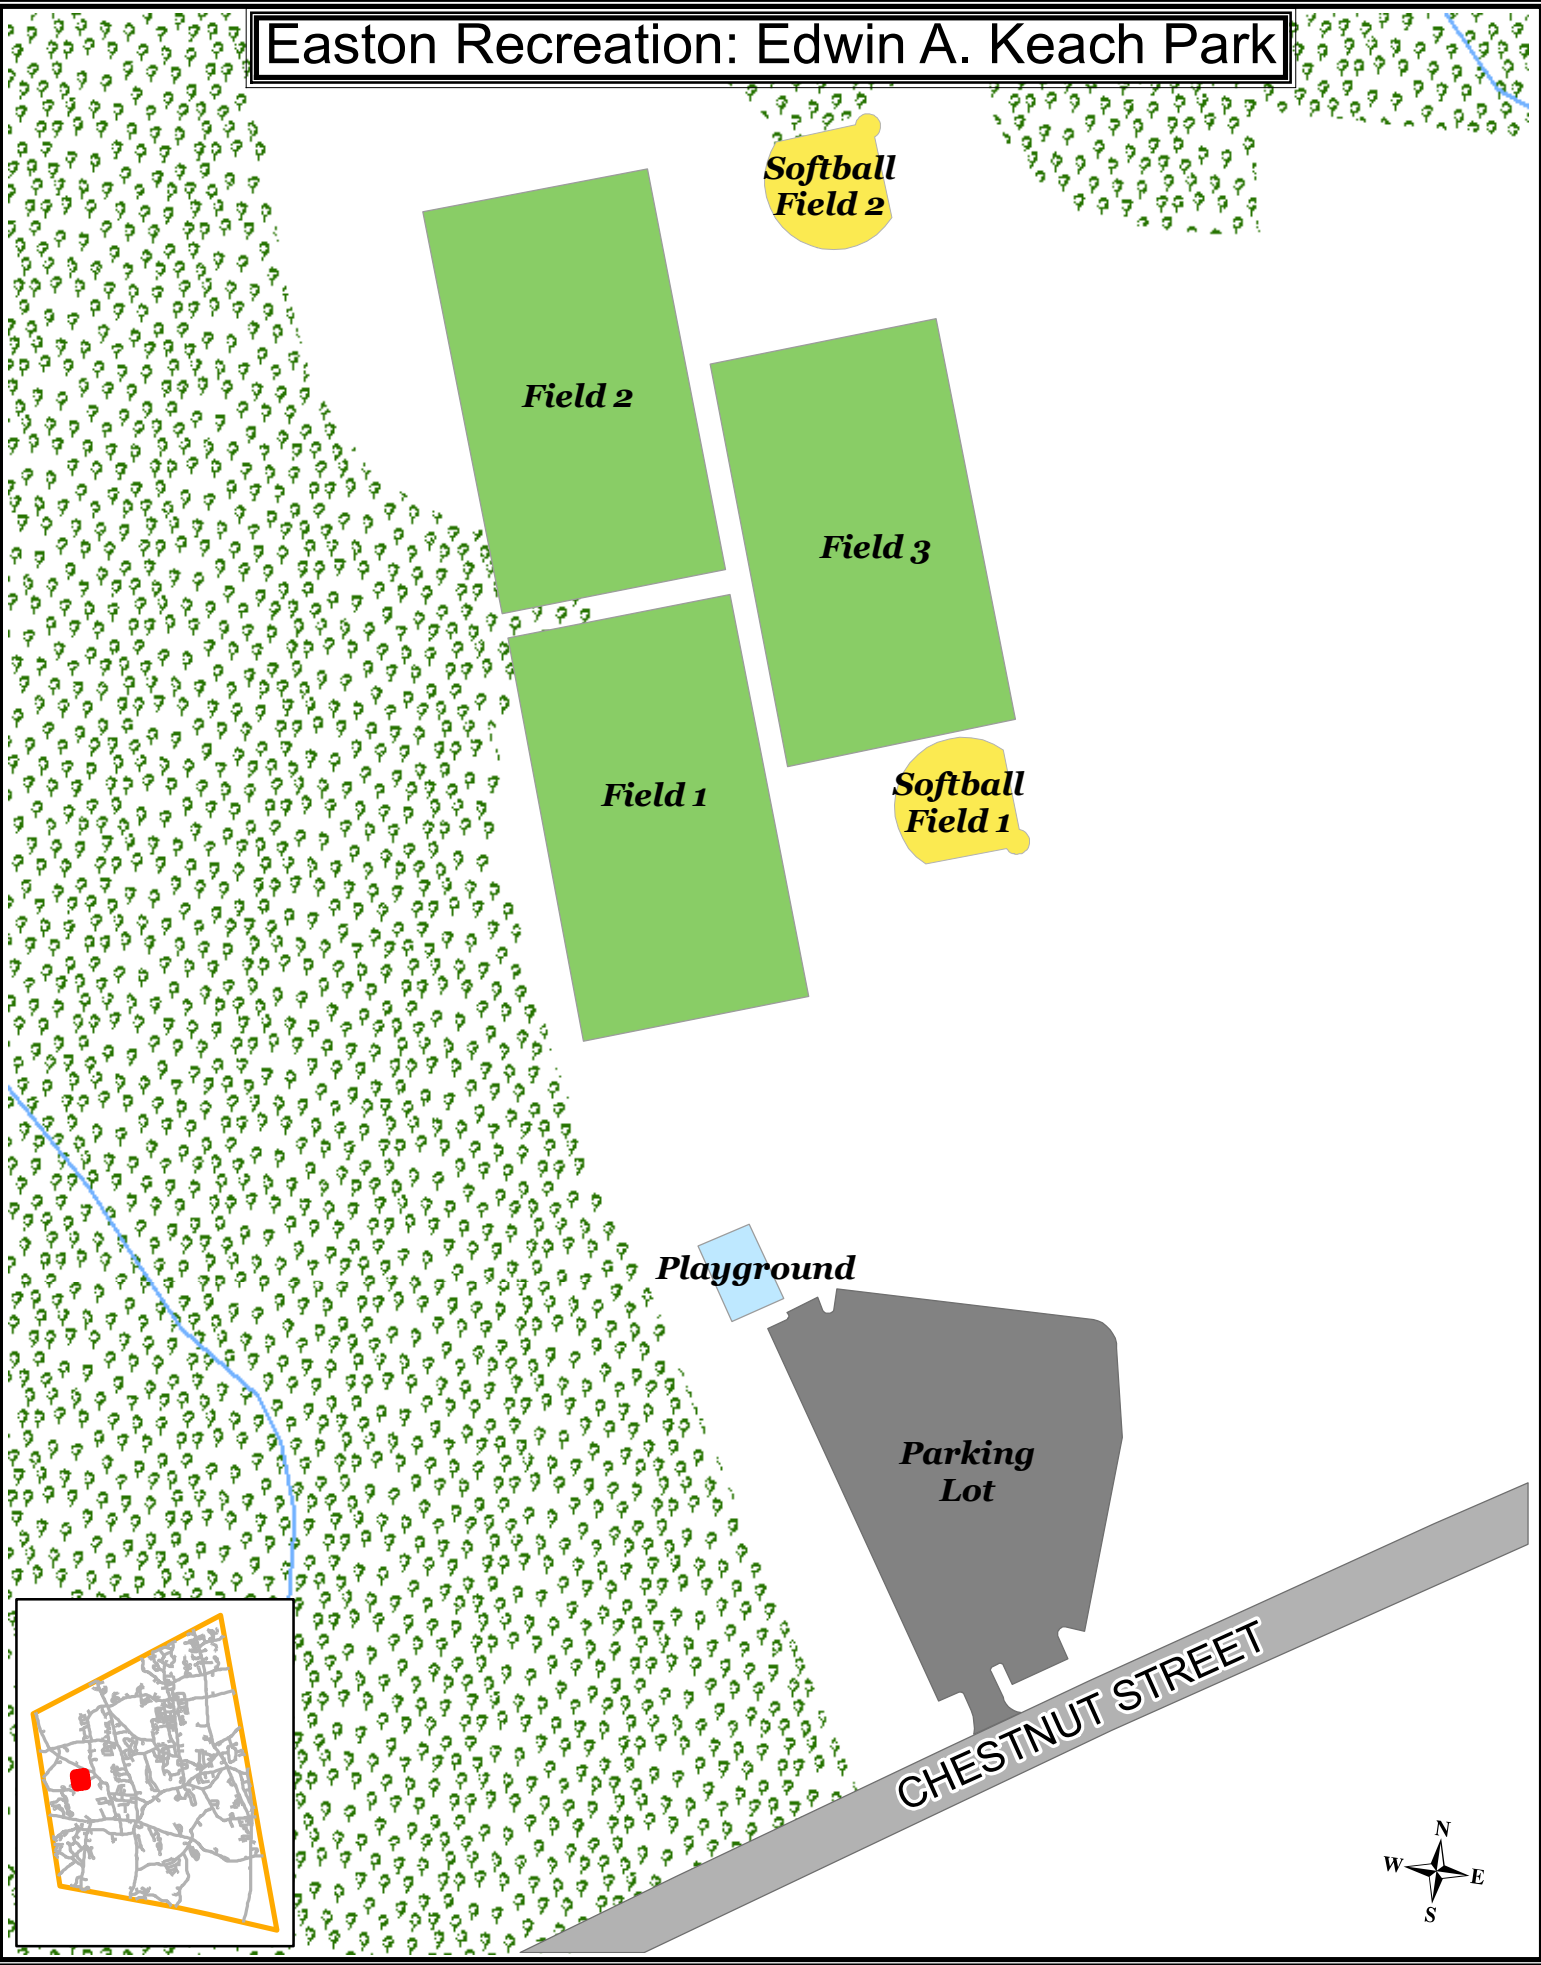 Easton Recreation: Edwin A. Keach Park
Softball
Field 2
Field 2
Field 3
Softball
Field 1
Field 1
Playground
Parking
Lot
CHESTNUT STREET
N
W
E
S